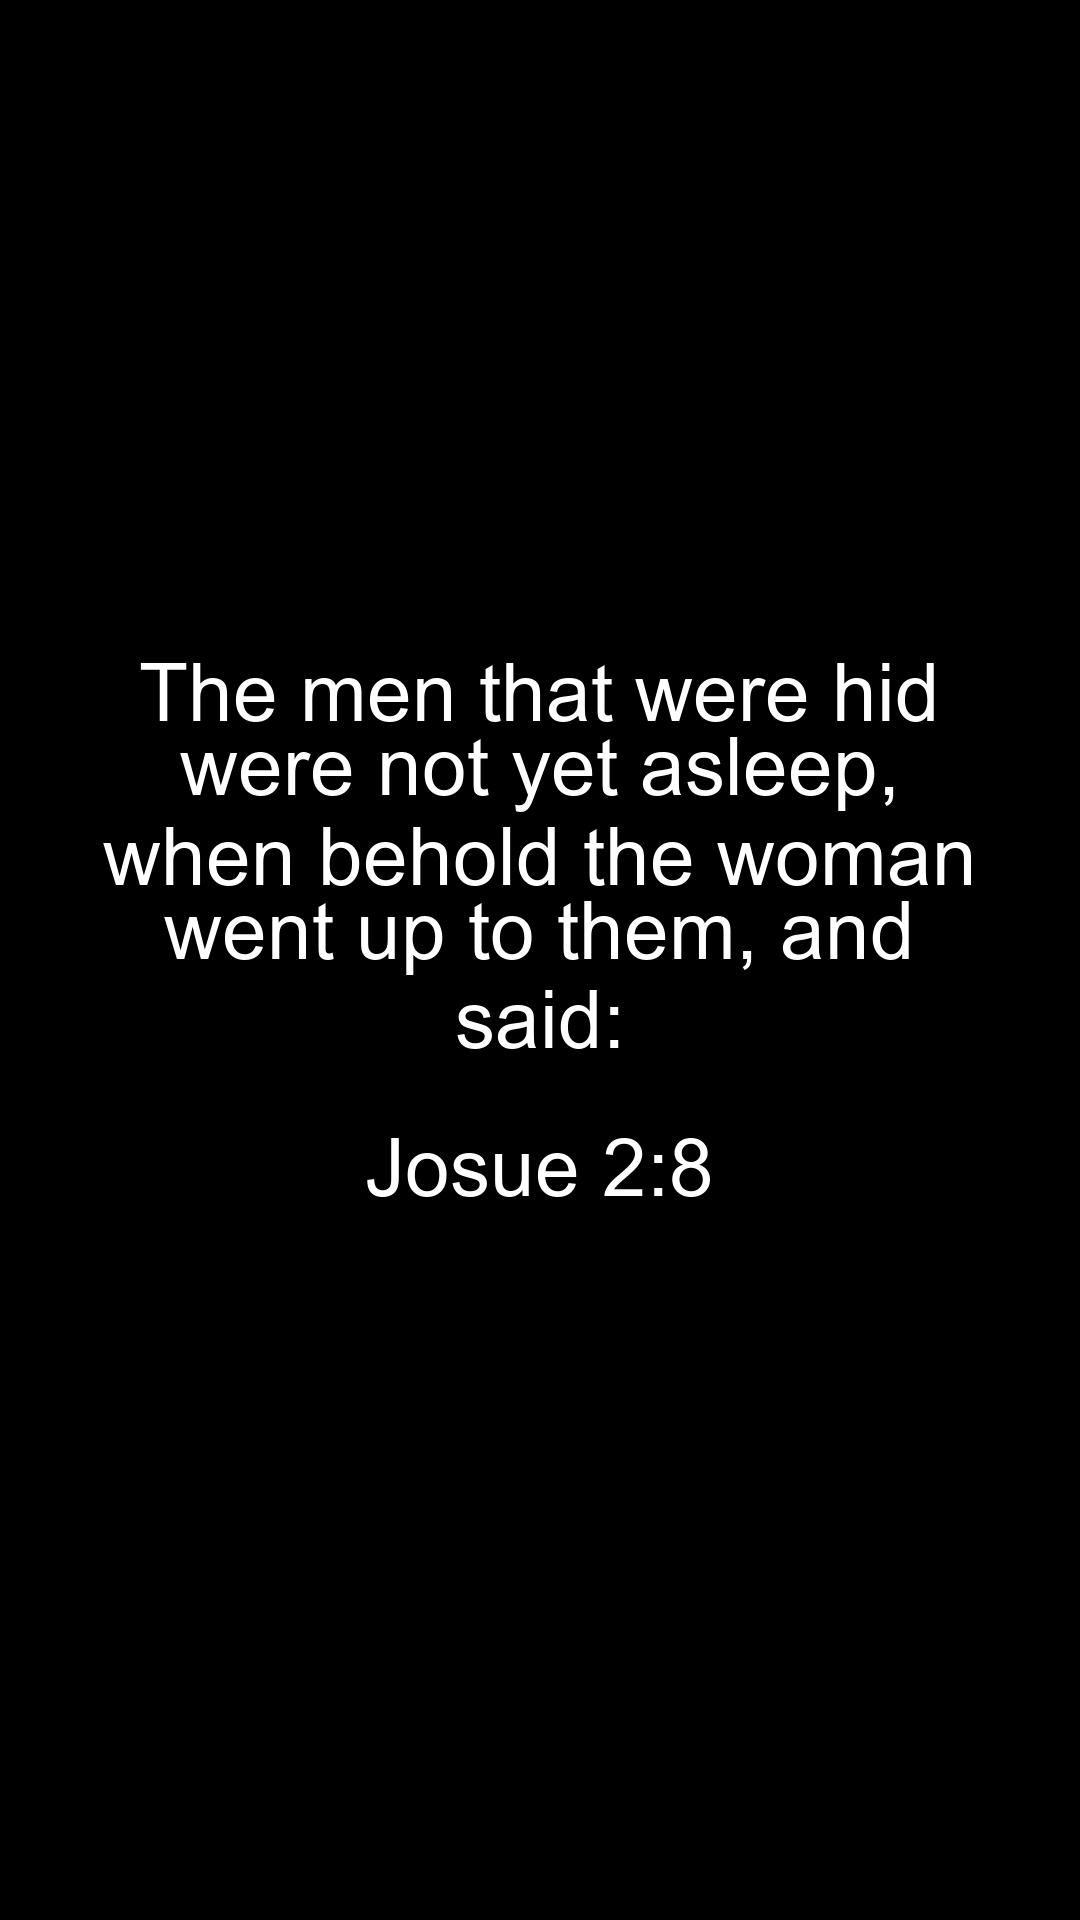 The men that were hid
were not yet asleep,
when behold the woman
went up to them, and
said:
Josue 2:8